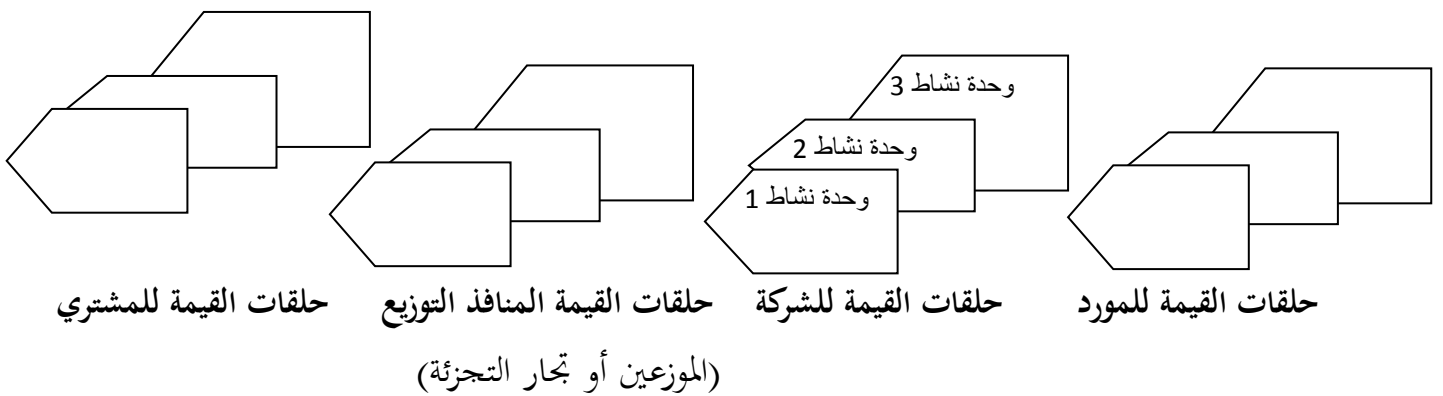 وحدة نشاط 3
وحدة نشاط 2
وحدة نشاط 1
حلقات القيمة للمورد
حلقات القيمة للشركة
حلقات القيمة المنافذ التوزيع
حلقات القيمة للمشتري
(الموزعين أو تجار التجزئة)